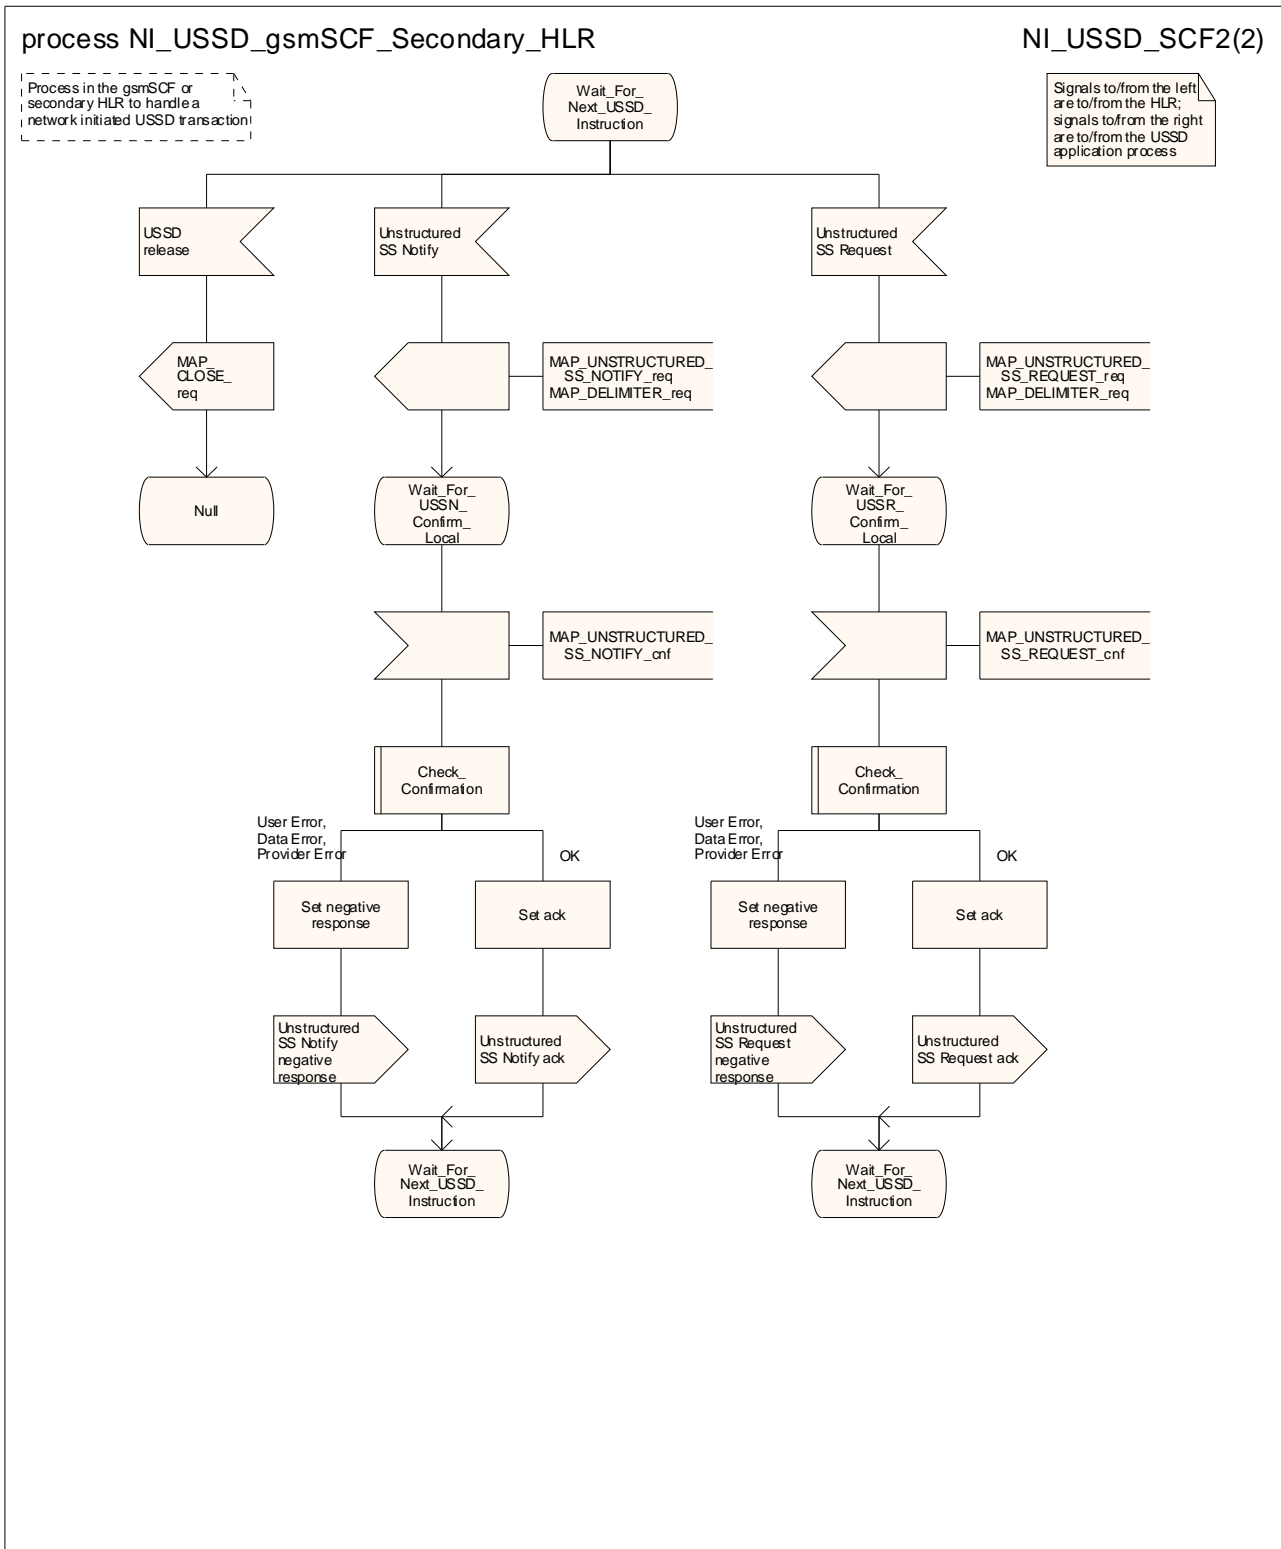 process NI_USSD_gsmSCF_Secondary_HLR
NI_USSD_SCF2(2)
Process in the gsmSCF or
secondary HLR to handle a
network initiated USSD transaction
Wait_For_
Next_USSD_
Instruction
Signals to/from the left
are to/from the HLR;
signals to/from the right
are to/from the USSD
application process
USSD
release
Unstructured
SS Notify
Unstructured
SS Request
MAP_
CLOSE_
req
MAP_UNSTRUCTURED_
SS_NOTIFY_req
MAP_DELIMITER_req
MAP_UNSTRUCTURED_
SS_REQUEST_req
MAP_DELIMITER_req
Null
Wait_For_
USSN_
Confirm_
Local
Wait_For_
USSR_
Confirm_
Local
MAP_UNSTRUCTURED_
SS_NOTIFY_cnf
MAP_UNSTRUCTURED_
SS_REQUEST_cnf
Check_
Confirmation
Check_
Confirmation
User Error,
Data Error,
Provider Error
OK
User Error,
Data Error,
Provider Error
OK
Set negative
response
Set ack
Set negative
response
Set ack
Unstructured
SS Notify
negative
response
Unstructured
SS Notify ack
Unstructured
SS Request
negative
response
Unstructured
SS Request ack
Wait_For_
Next_USSD_
Instruction
Wait_For_
Next_USSD_
Instruction